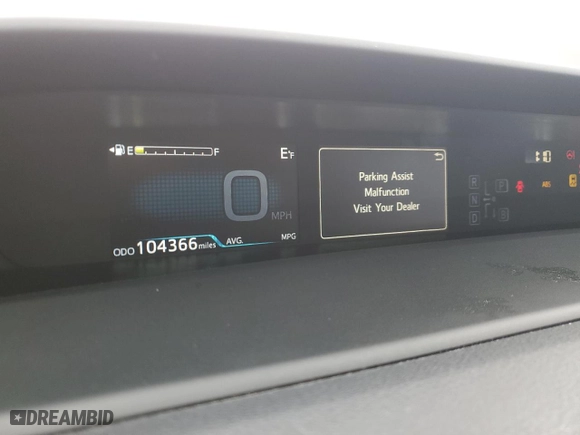 E F E°F
0 MPH
ODO 104366 miles AVG. MPG
Parking Assist
Malfunction
Visit Your Dealer
R P
N
D B
ABS
DREAMBID